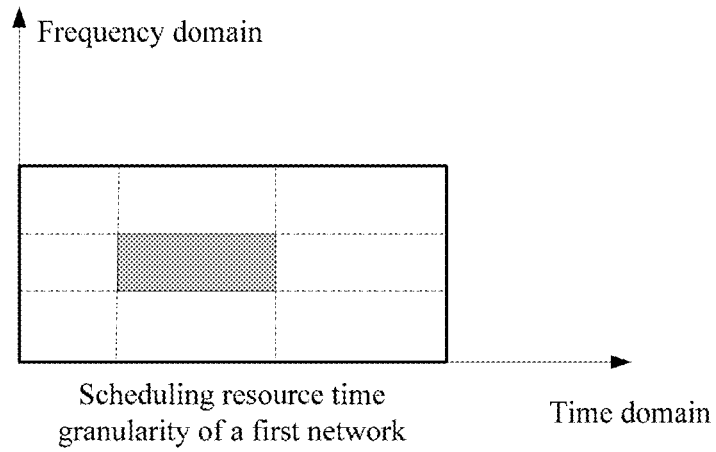 Frequency domain
Scheduling resource time
granularity of a first network
Time domain